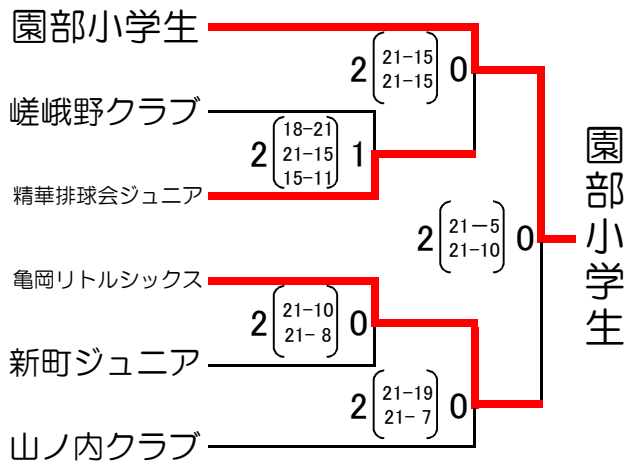 園部小学生
2 21-15 0
21-15
嵯峨野クラブ
2 18-21 1
21-15
15-11
精華排球会ジュニア
園部小学生
2 21-5 0
21-10
亀岡リトルシックス
2 21-10 0
21- 8
新町ジュニア
2 21-19 0
21- 7
山ノ内クラブ